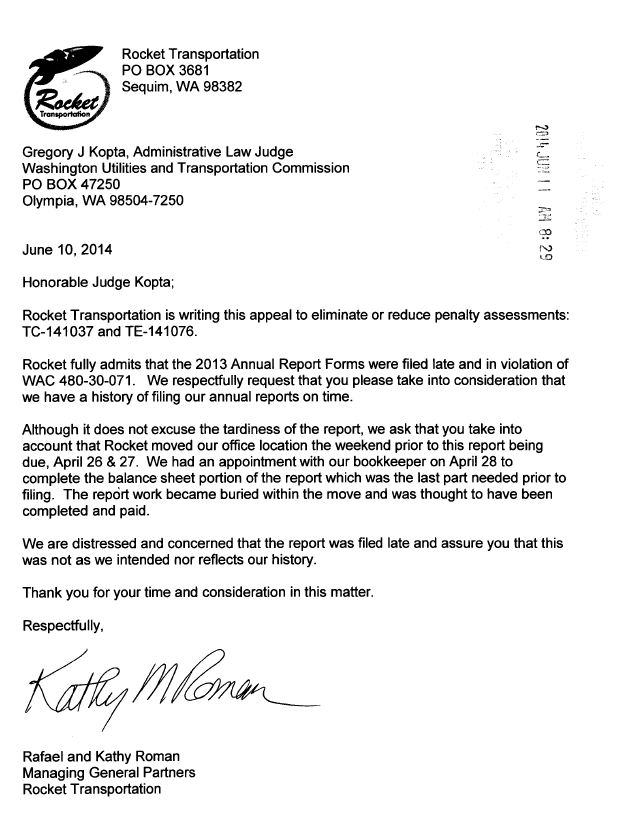 Rocket
Transportation
Rocket Transportation
PO BOX 3681
Sequim, WA 98382
Gregory J Kopta, Administrative Law Judge
Washington Utilities and Transportation Commission
PO BOX 47250
Olympia, WA 98504-7250
2014 JUN 11 AM 8:29
June 10, 2014
Honorable Judge Kopta;
Rocket Transportation is writing this appeal to eliminate or reduce penalty assessments:
TC-141037 and TE-141076.
Rocket fully admits that the 2013 Annual Report Forms were filed late and in violation of
WAC 480-30-071. We respectfully request that you please take into consideration that
we have a history of filing our annual reports on time.
Although it does not excuse the tardiness of the report, we ask that you take into
account that Rocket moved our office location the weekend prior to this report being
due, April 26 & 27. We had an appointment with our bookkeeper on April 28 to
complete the balance sheet portion of the report which was the last part needed prior to
filing. The report work became buried within the move and was thought to have been
completed and paid.
We are distressed and concerned that the report was filed late and assure you that this
was not as we intended nor reflects our history.
Thank you for your time and consideration in this matter.
Respectfully,
Kathy M Roman
Rafael and Kathy Roman
Managing General Partners
Rocket Transportation